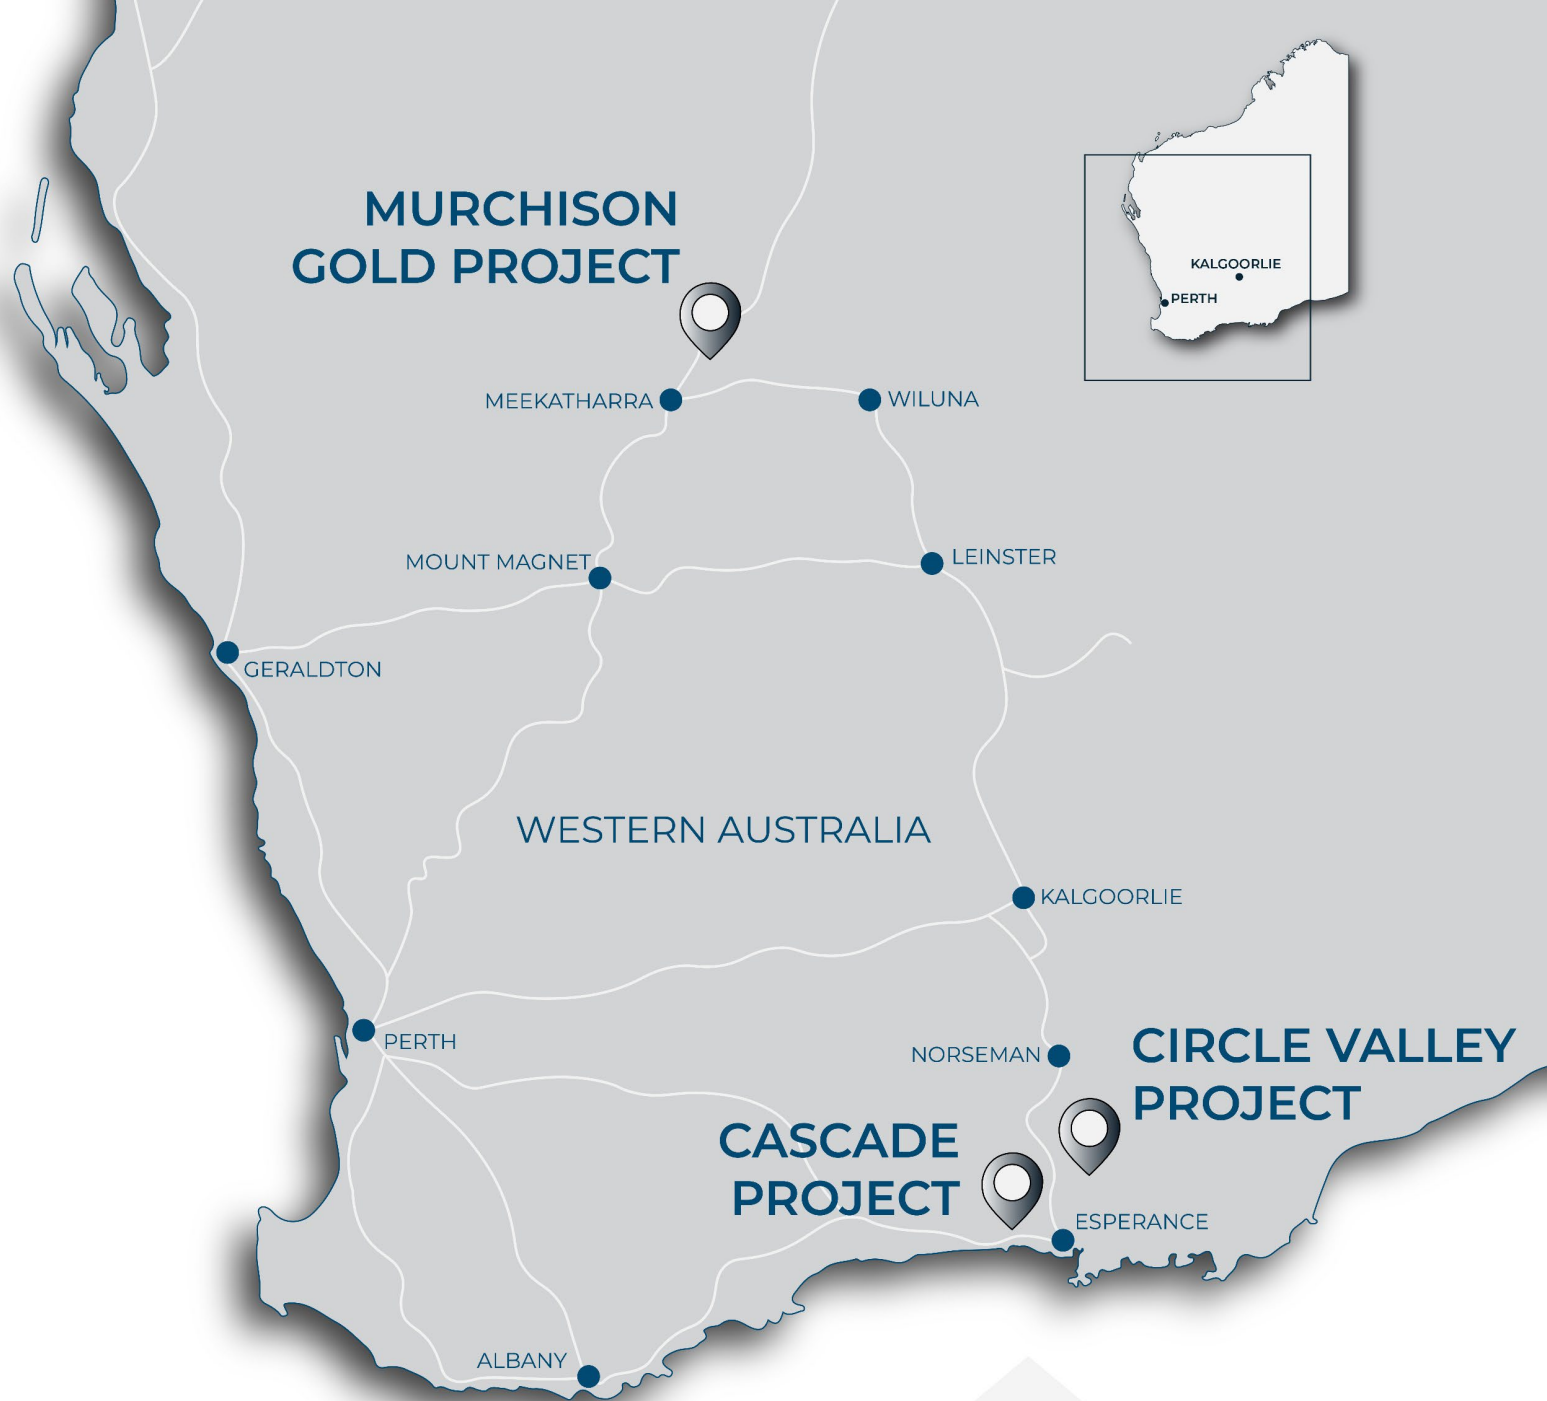 MURCHISON
GOLD PROJECT
KALGOORLIE
PERTH
MEEKATHARRA
WILUNA
MOUNT MAGNET
LEINSTER
GERALDTON
WESTERN AUSTRALIA
KALGOORLIE
PERTH
NORSEMAN
CIRCLE VALLEY
PROJECT
CASCADE
PROJECT
ESPERANCE
ALBANY